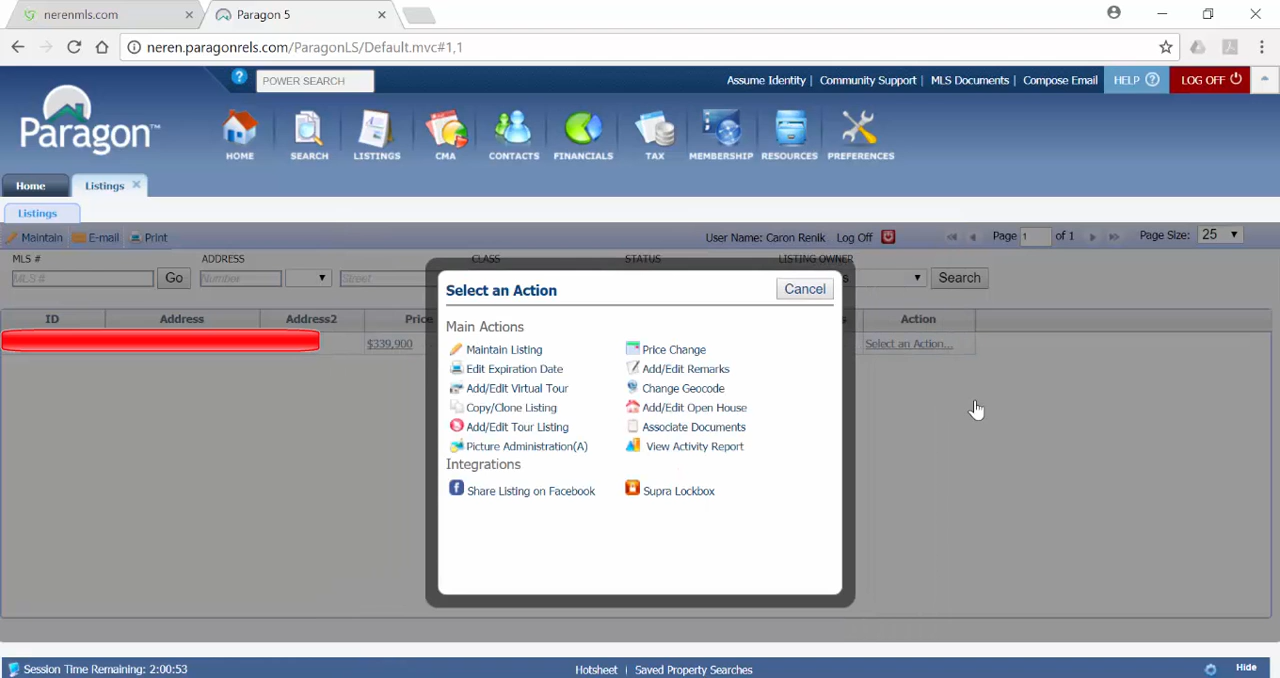 nerenmls.com
Paragon 5
neren.paragonrels.com/ParagonLS/Default.mvc#1,1
POWER SEARCH
Assume Identity | Community Support | MLS Documents | Compose Email HELP LOG OFF
Paragon™
HOME SEARCH LISTINGS CMA CONTACTS FINANCIALS TAX MEMBERSHIP RESOURCES PREFERENCES
Home Listings
Listings
Maintain E-mail Print User Name: Caron Renik Log Off Page 1 of 1 Page Size: 25
MLS # ADDRESS CLASS STATUS LISTING OWNER
MLS # Go Number Street Search
ID Address Address2 Price Action
$339,900 Select an Action...
Select an Action Cancel
Main Actions
Maintain Listing Price Change
Edit Expiration Date Add/Edit Remarks
Add/Edit Virtual Tour Change Geocode
Copy/Clone Listing Add/Edit Open House
Add/Edit Tour Listing Associate Documents
Picture Administration(A) View Activity Report
Integrations
Share Listing on Facebook Supra Lockbox
Session Time Remaining: 2:00:53 Hotsheet | Saved Property Searches Hide